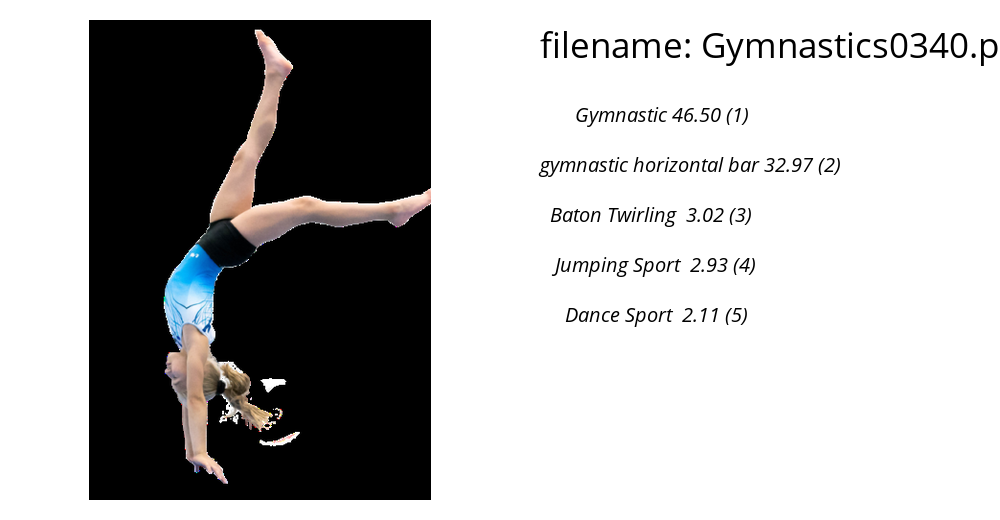 filename: Gymnastics0340.p
Gymnastic 46.50 (1)
gymnastic horizontal bar 32.97 (2)
Baton Twirling 3.02 (3)
Jumping Sport 2.93 (4)
Dance Sport 2.11 (5)